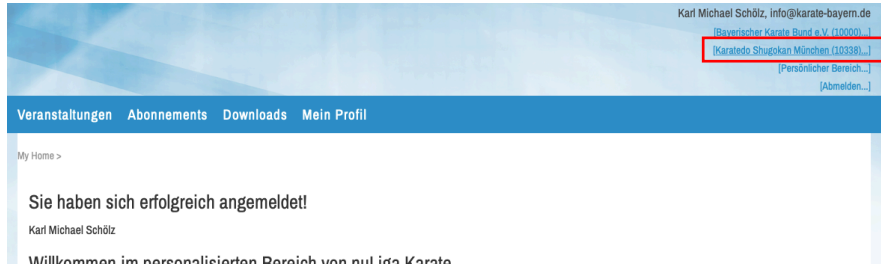 Karl Michael Schölz, info@karate-bayern.de
[Bayerischer Karate Bund e.V. (10000)...]
[Karatedo Shugokan München (10338)...]
[Persönlicher Bereich...]
[Abmelden...]
Veranstaltungen Abonnements Downloads Mein Profil
My Home >
Sie haben sich erfolgreich angemeldet!
Karl Michael Schölz
Willkommen im personalisierten Bereich von nuLiga Karate